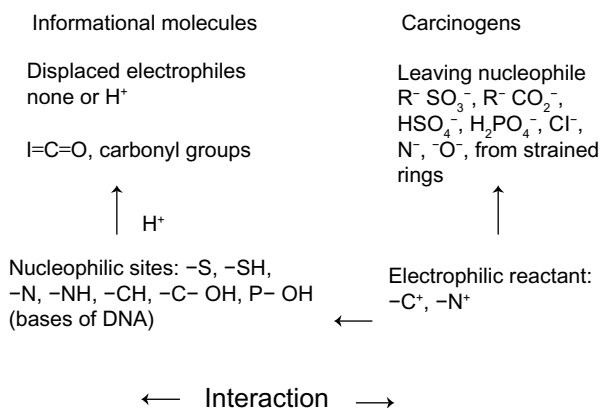 Informational molecules
Carcinogens
Displaced electrophiles
none or H⁺
I=C=O, carbonyl groups
Leaving nucleophile
R⁻ SO₃⁻, R⁻ CO₂⁻,
HSO₄⁻, H₂PO₄⁻, Cl⁻,
N⁻, ⁻O⁻, from strained
rings
H⁺
Nucleophilic sites: −S, −SH,
−N, −NH, −CH, −C− OH, P− OH
(bases of DNA)
Electrophilic reactant:
−C⁺, −N⁺
Interaction